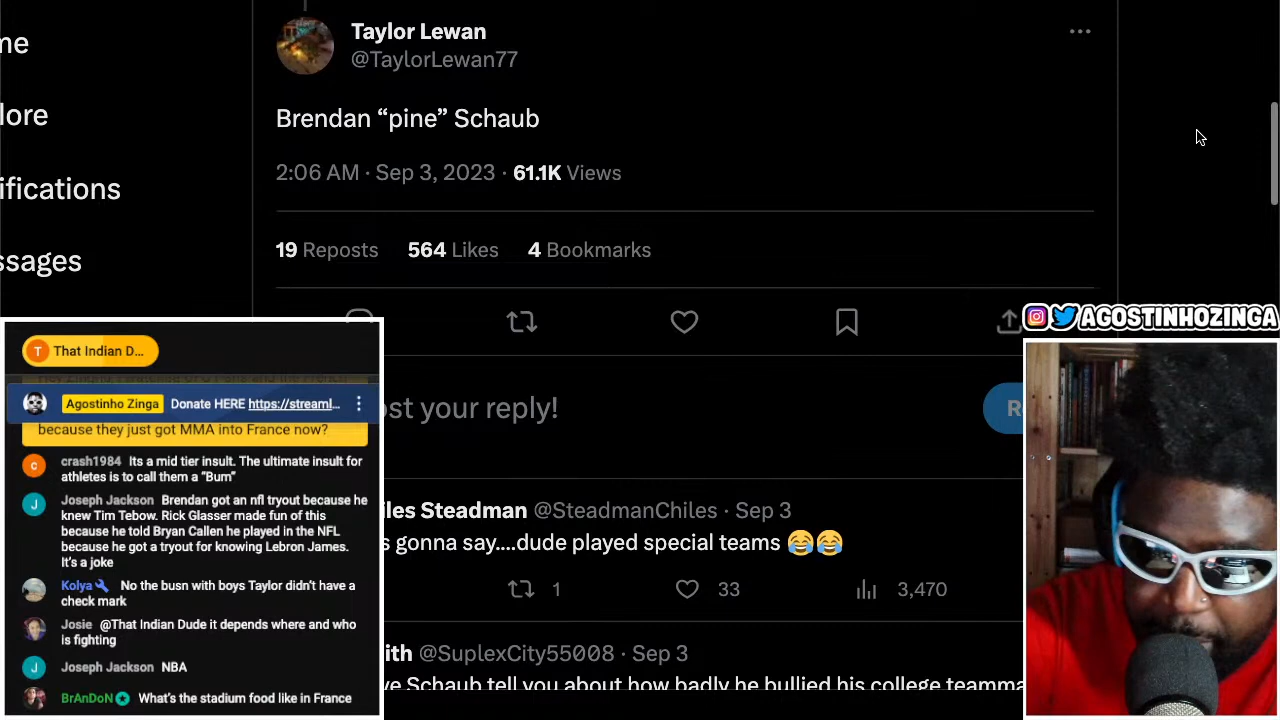 me
lore
ifications
ssages
Taylor Lewan
@TaylorLewan77
Brendan “pine” Schaub
2:06 AM · Sep 3, 2023 · 61.1K Views
19 Reposts 564 Likes 4 Bookmarks
ost your reply!
R
les Steadman @SteadmanChiles · Sep 3
s gonna say....dude played special teams 😂😂
1 33 3,470
ith @SuplexCity55008 · Sep 3
ve Schaub tell you about how badly he bullied his college teamma
T That Indian D...
Agostinho Zinga Donate HERE https://streaml...
because they just got MMA into France now?
c crash1984 Its a mid tier insult. The ultimate insult for
athletes is to call them a “Bum”
J Joseph Jackson Brendan got an nfl tryout because he
knew Tim Tebow. Rick Glasser made fun of this
because he told Bryan Callen he played in the NFL
because he got a tryout for knowing Lebron James.
It’s a joke
Kolya No the busn with boys Taylor didn’t have a
check mark
Josie @That Indian Dude it depends where and who
is fighting
J Joseph Jackson NBA
BrAnDoN What’s the stadium food like in France
AGOSTINHOZINGA